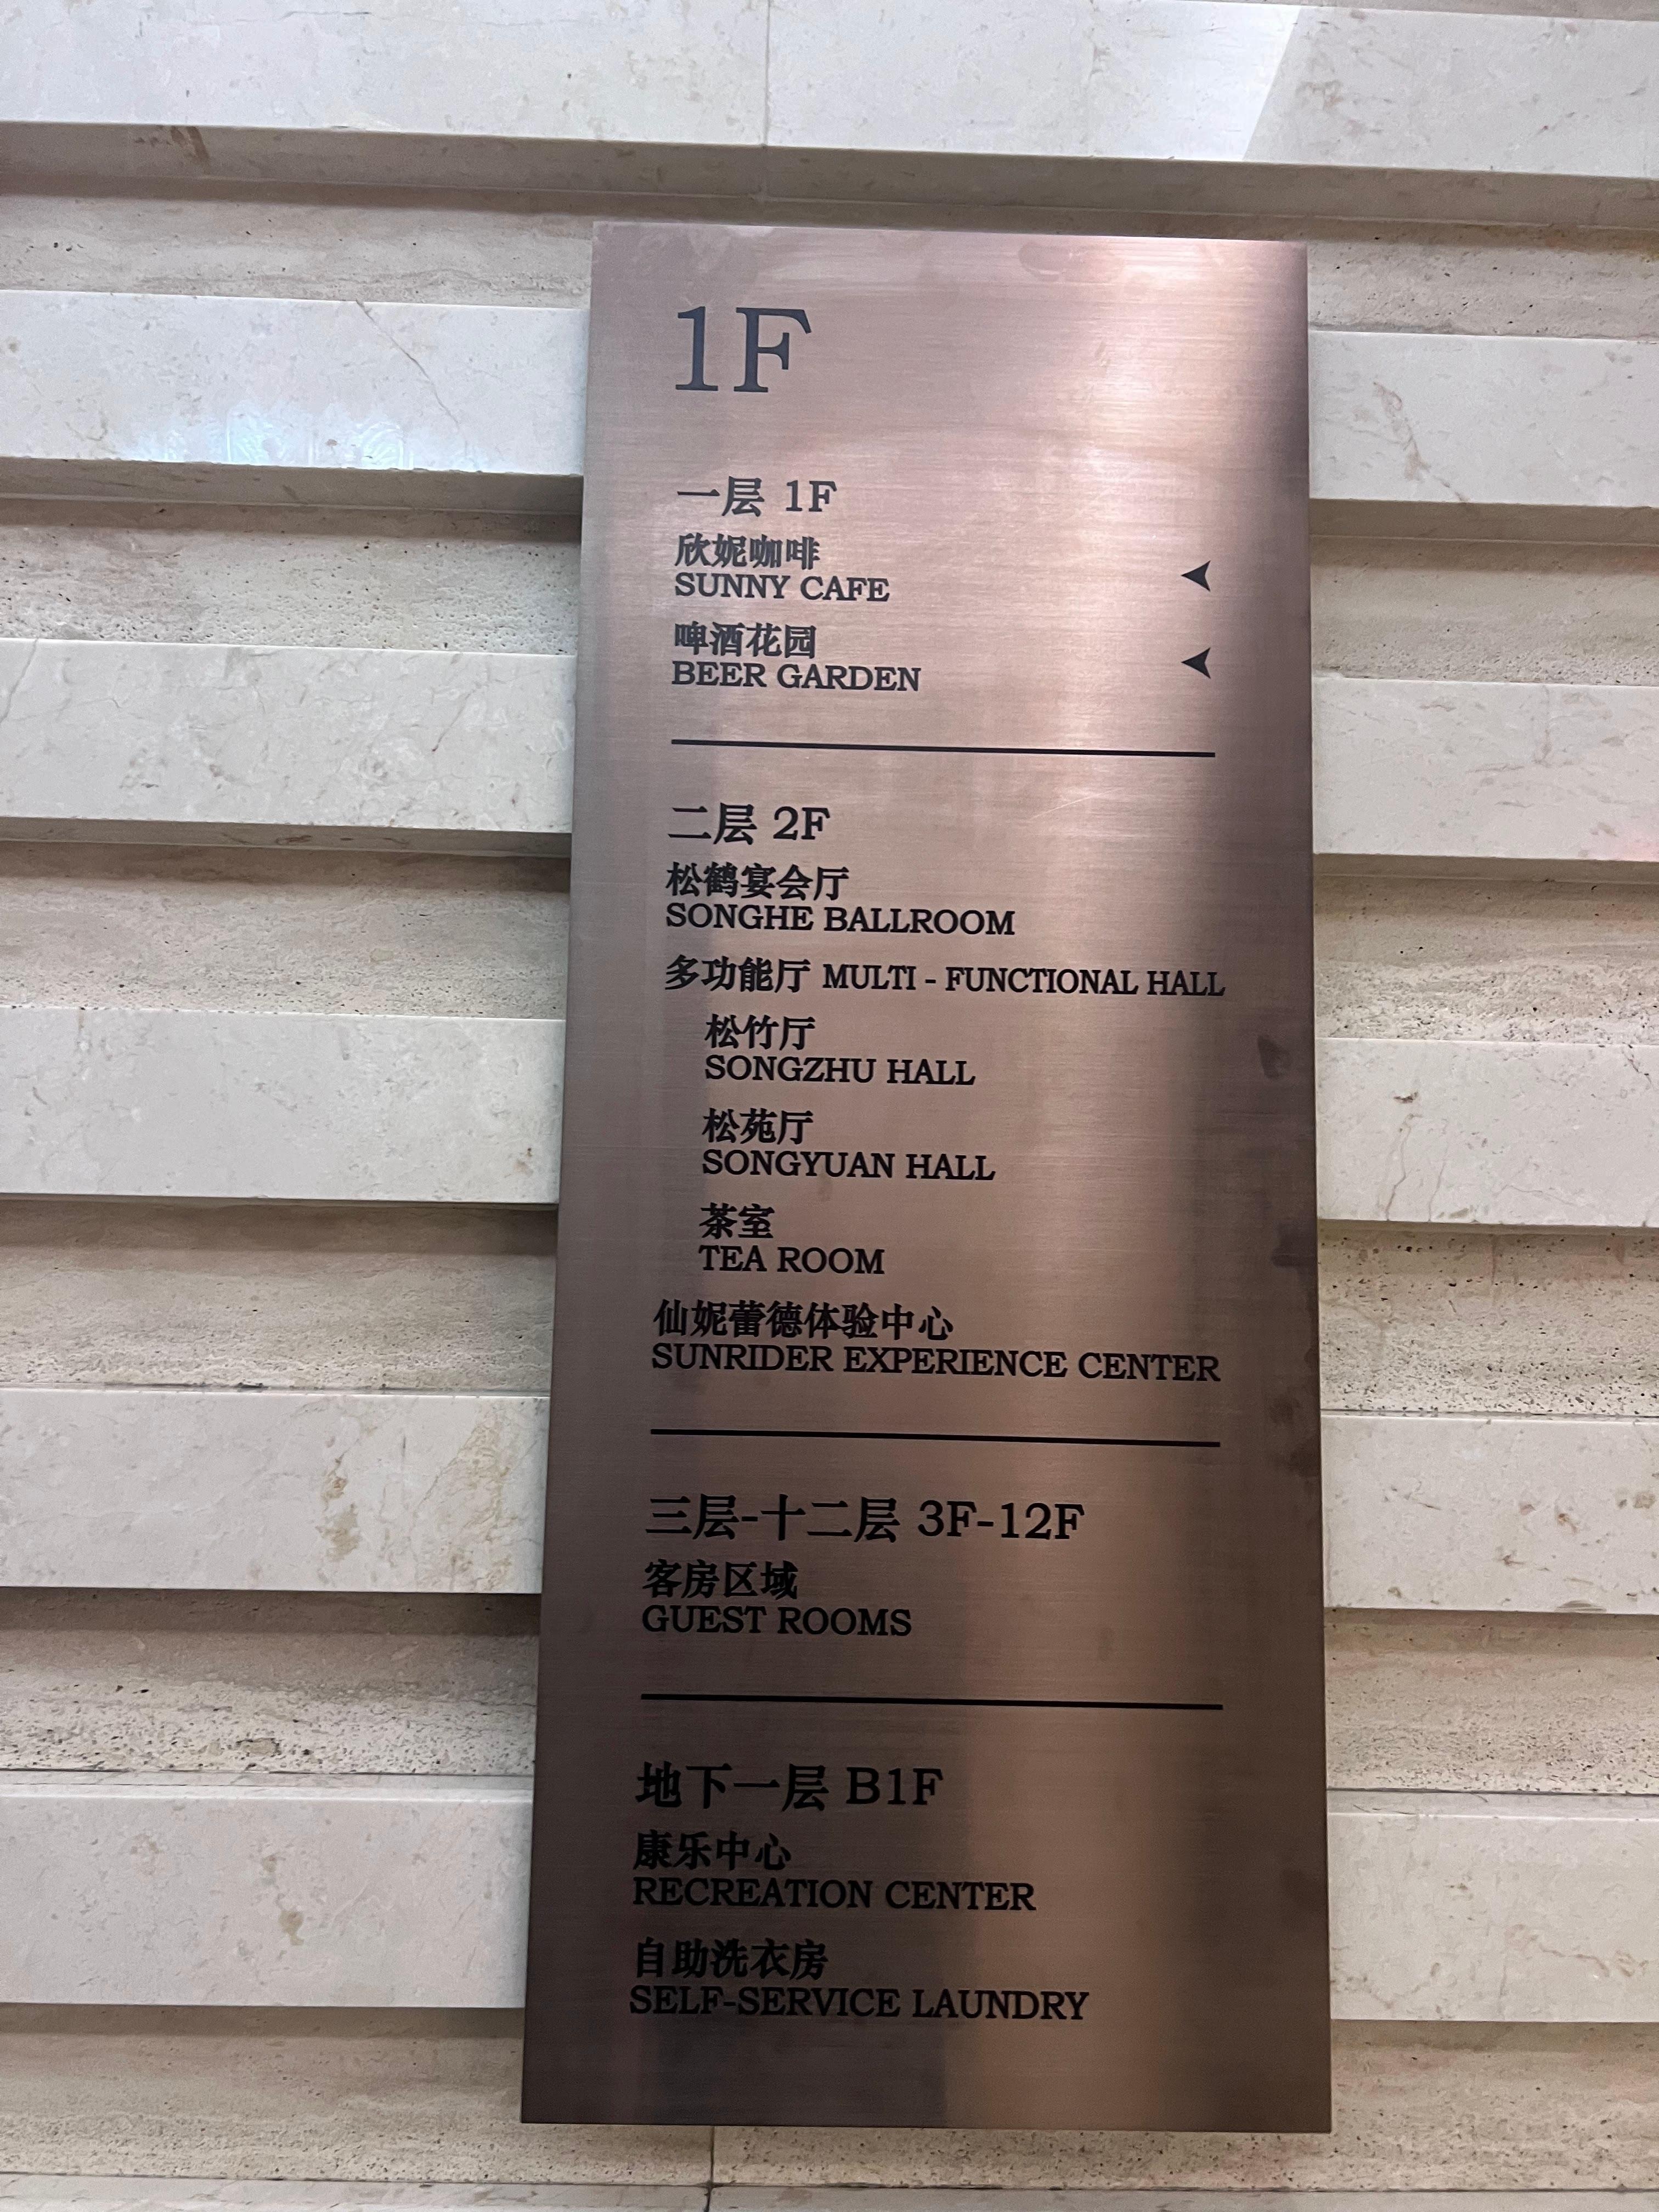 1F
一层 1F
欣妮咖啡
SUNNY CAFE
啤酒花园
BEER GARDEN
二层 2F
松鹤宴会厅
SONGHE BALLROOM
多功能厅 MULTI - FUNCTIONAL HALL
松竹厅
SONGZHU HALL
松苑厅
SONGYUAN HALL
茶室
TEA ROOM
仙妮蕾德体验中心
SUNRIDER EXPERIENCE CENTER
三层-十二层 3F-12F
客房区域
GUEST ROOMS
地下一层 B1F
康乐中心
RECREATION CENTER
自助洗衣房
SELF-SERVICE LAUNDRY